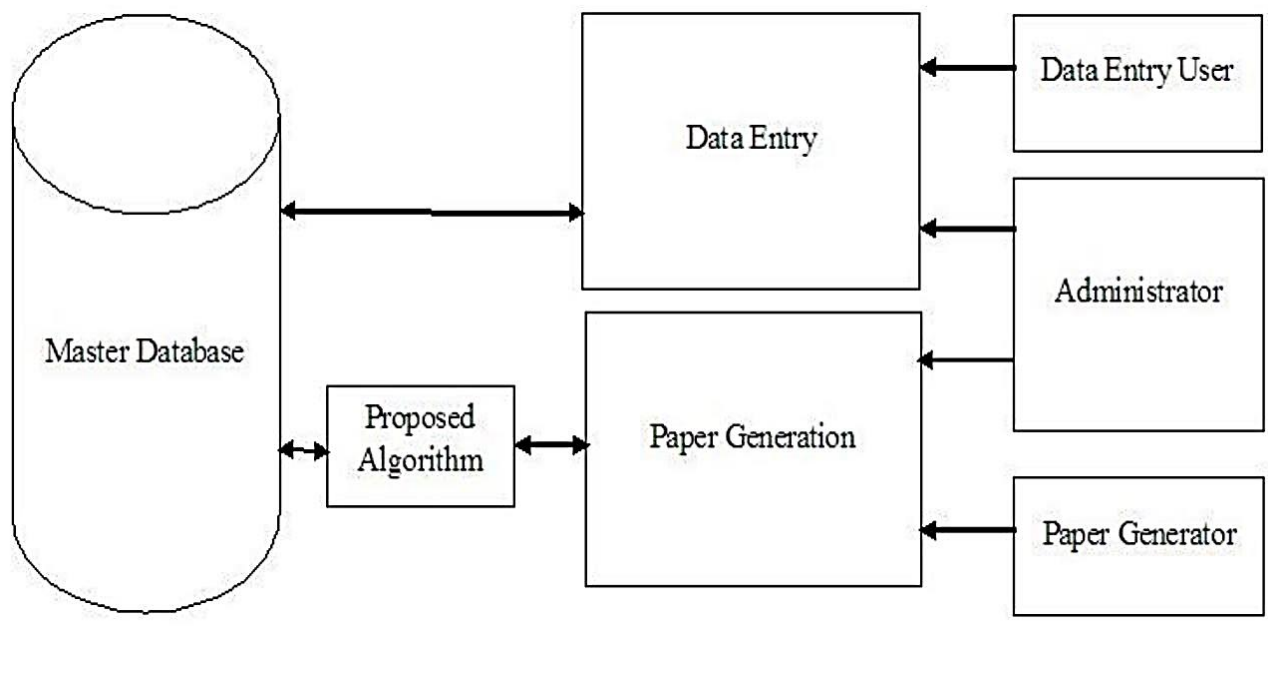 Data Entry User
Data Entry
Administrator
Master Database
Proposed
Algorithm
Paper Generation
Paper Generator